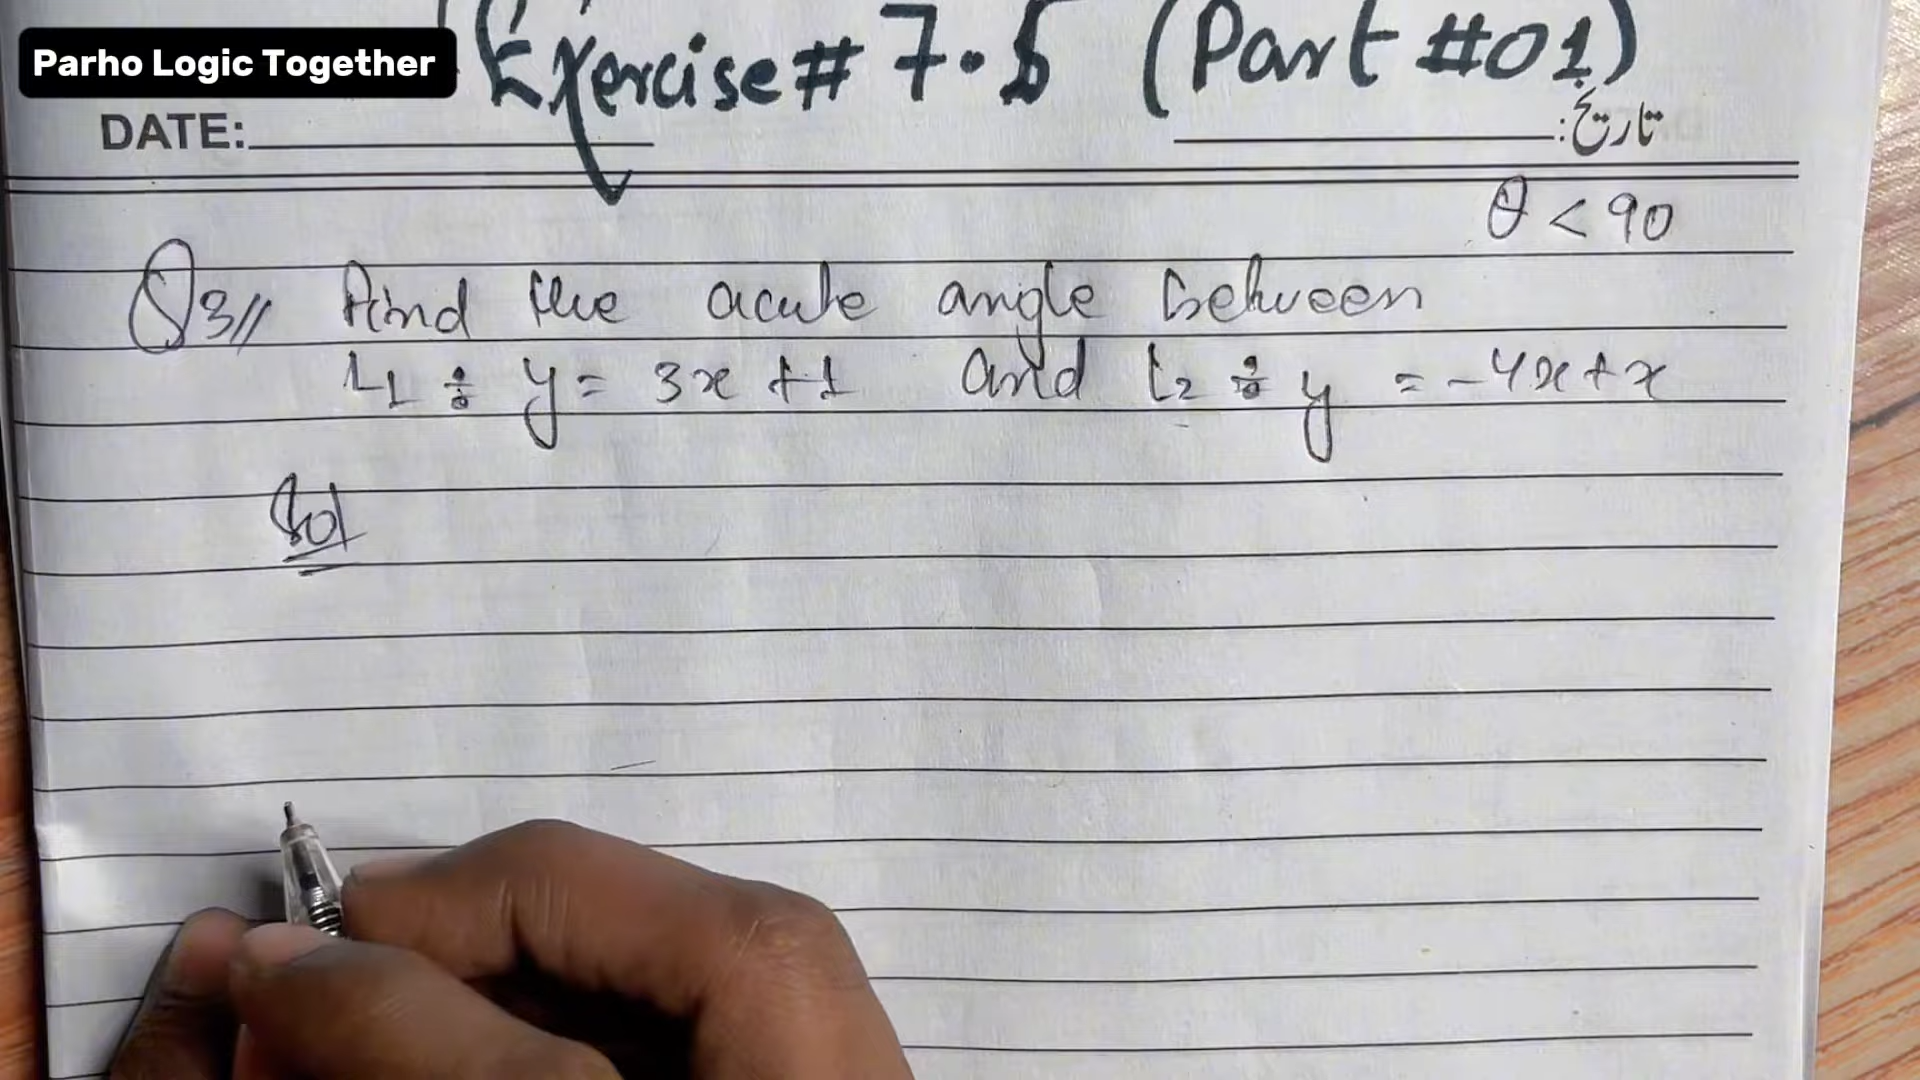 Parho Logic Together
Exercise# 7.5 (Part #01)
DATE: تاریخ:
θ < 90
Q3// Find the acute angle between
L1 ÷ y = 3x +1 and L2 ÷ y = -4x+x
Sol